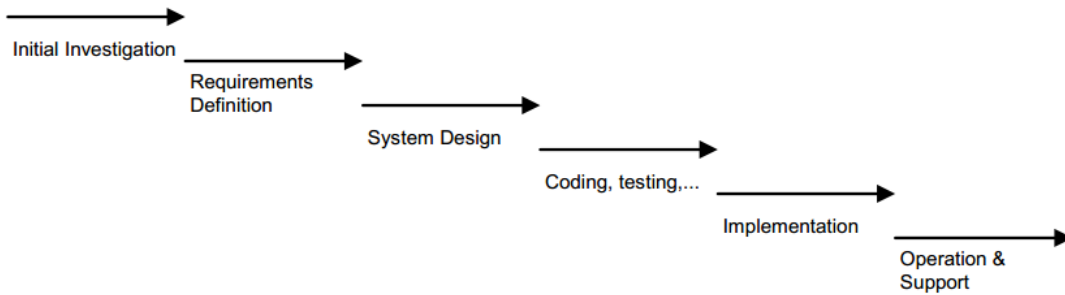 Initial Investigation
Requirements
Definition
System Design
Coding, testing,...
Implementation
Operation &
Support